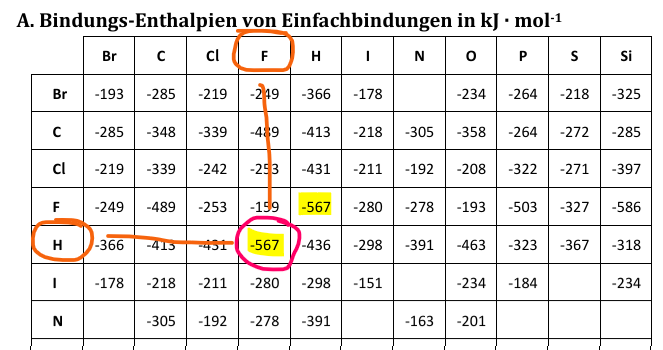 A. Bindungs-Enthalpien von Einfachbindungen in kJ · mol-1
Br C Cl F H I N O P S Si
Br -193 -285 -219 -249 -366 -178 -234 -264 -218 -325
C -285 -348 -339 -489 -413 -218 -305 -358 -264 -272 -285
Cl -219 -339 -242 -253 -431 -211 -192 -208 -322 -271 -397
F -249 -489 -253 -159 -567 -280 -278 -193 -503 -327 -586
H -366 -413 -431 -567 -436 -298 -391 -463 -323 -367 -318
I -178 -218 -211 -280 -298 -151 -234 -184 -234
N -305 -192 -278 -391 -163 -201